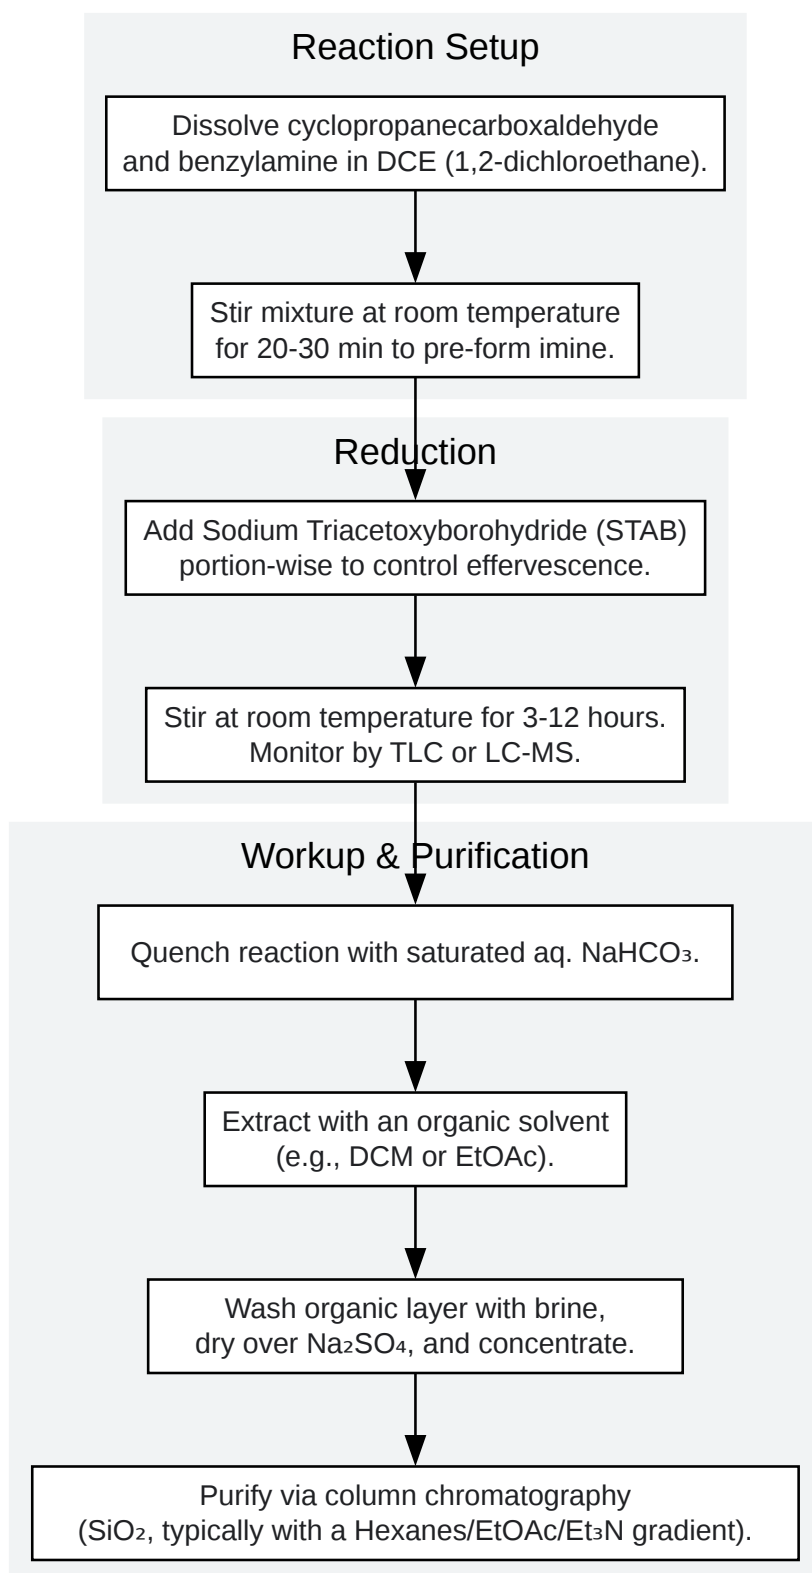 Reaction Setup
Dissolve cyclopropanecarboxaldehyde
and benzylamine in DCE (1,2-dichloroethane).
Stir mixture at room temperature
for 20-30 min to pre-form imine.
Reduction
Add Sodium Triacetoxyborohydride (STAB)
portion-wise to control effervescence.
Stir at room temperature for 3-12 hours.
Monitor by TLC or LC-MS.
Workup & Purification
Quench reaction with saturated aq. NaHCO₃.
Extract with an organic solvent
(e.g., DCM or EtOAc).
Wash organic layer with brine,
dry over Na₂SO₄, and concentrate.
Purify via column chromatography
(SiO₂, typically with a Hexanes/EtOAc/Et₃N gradient).